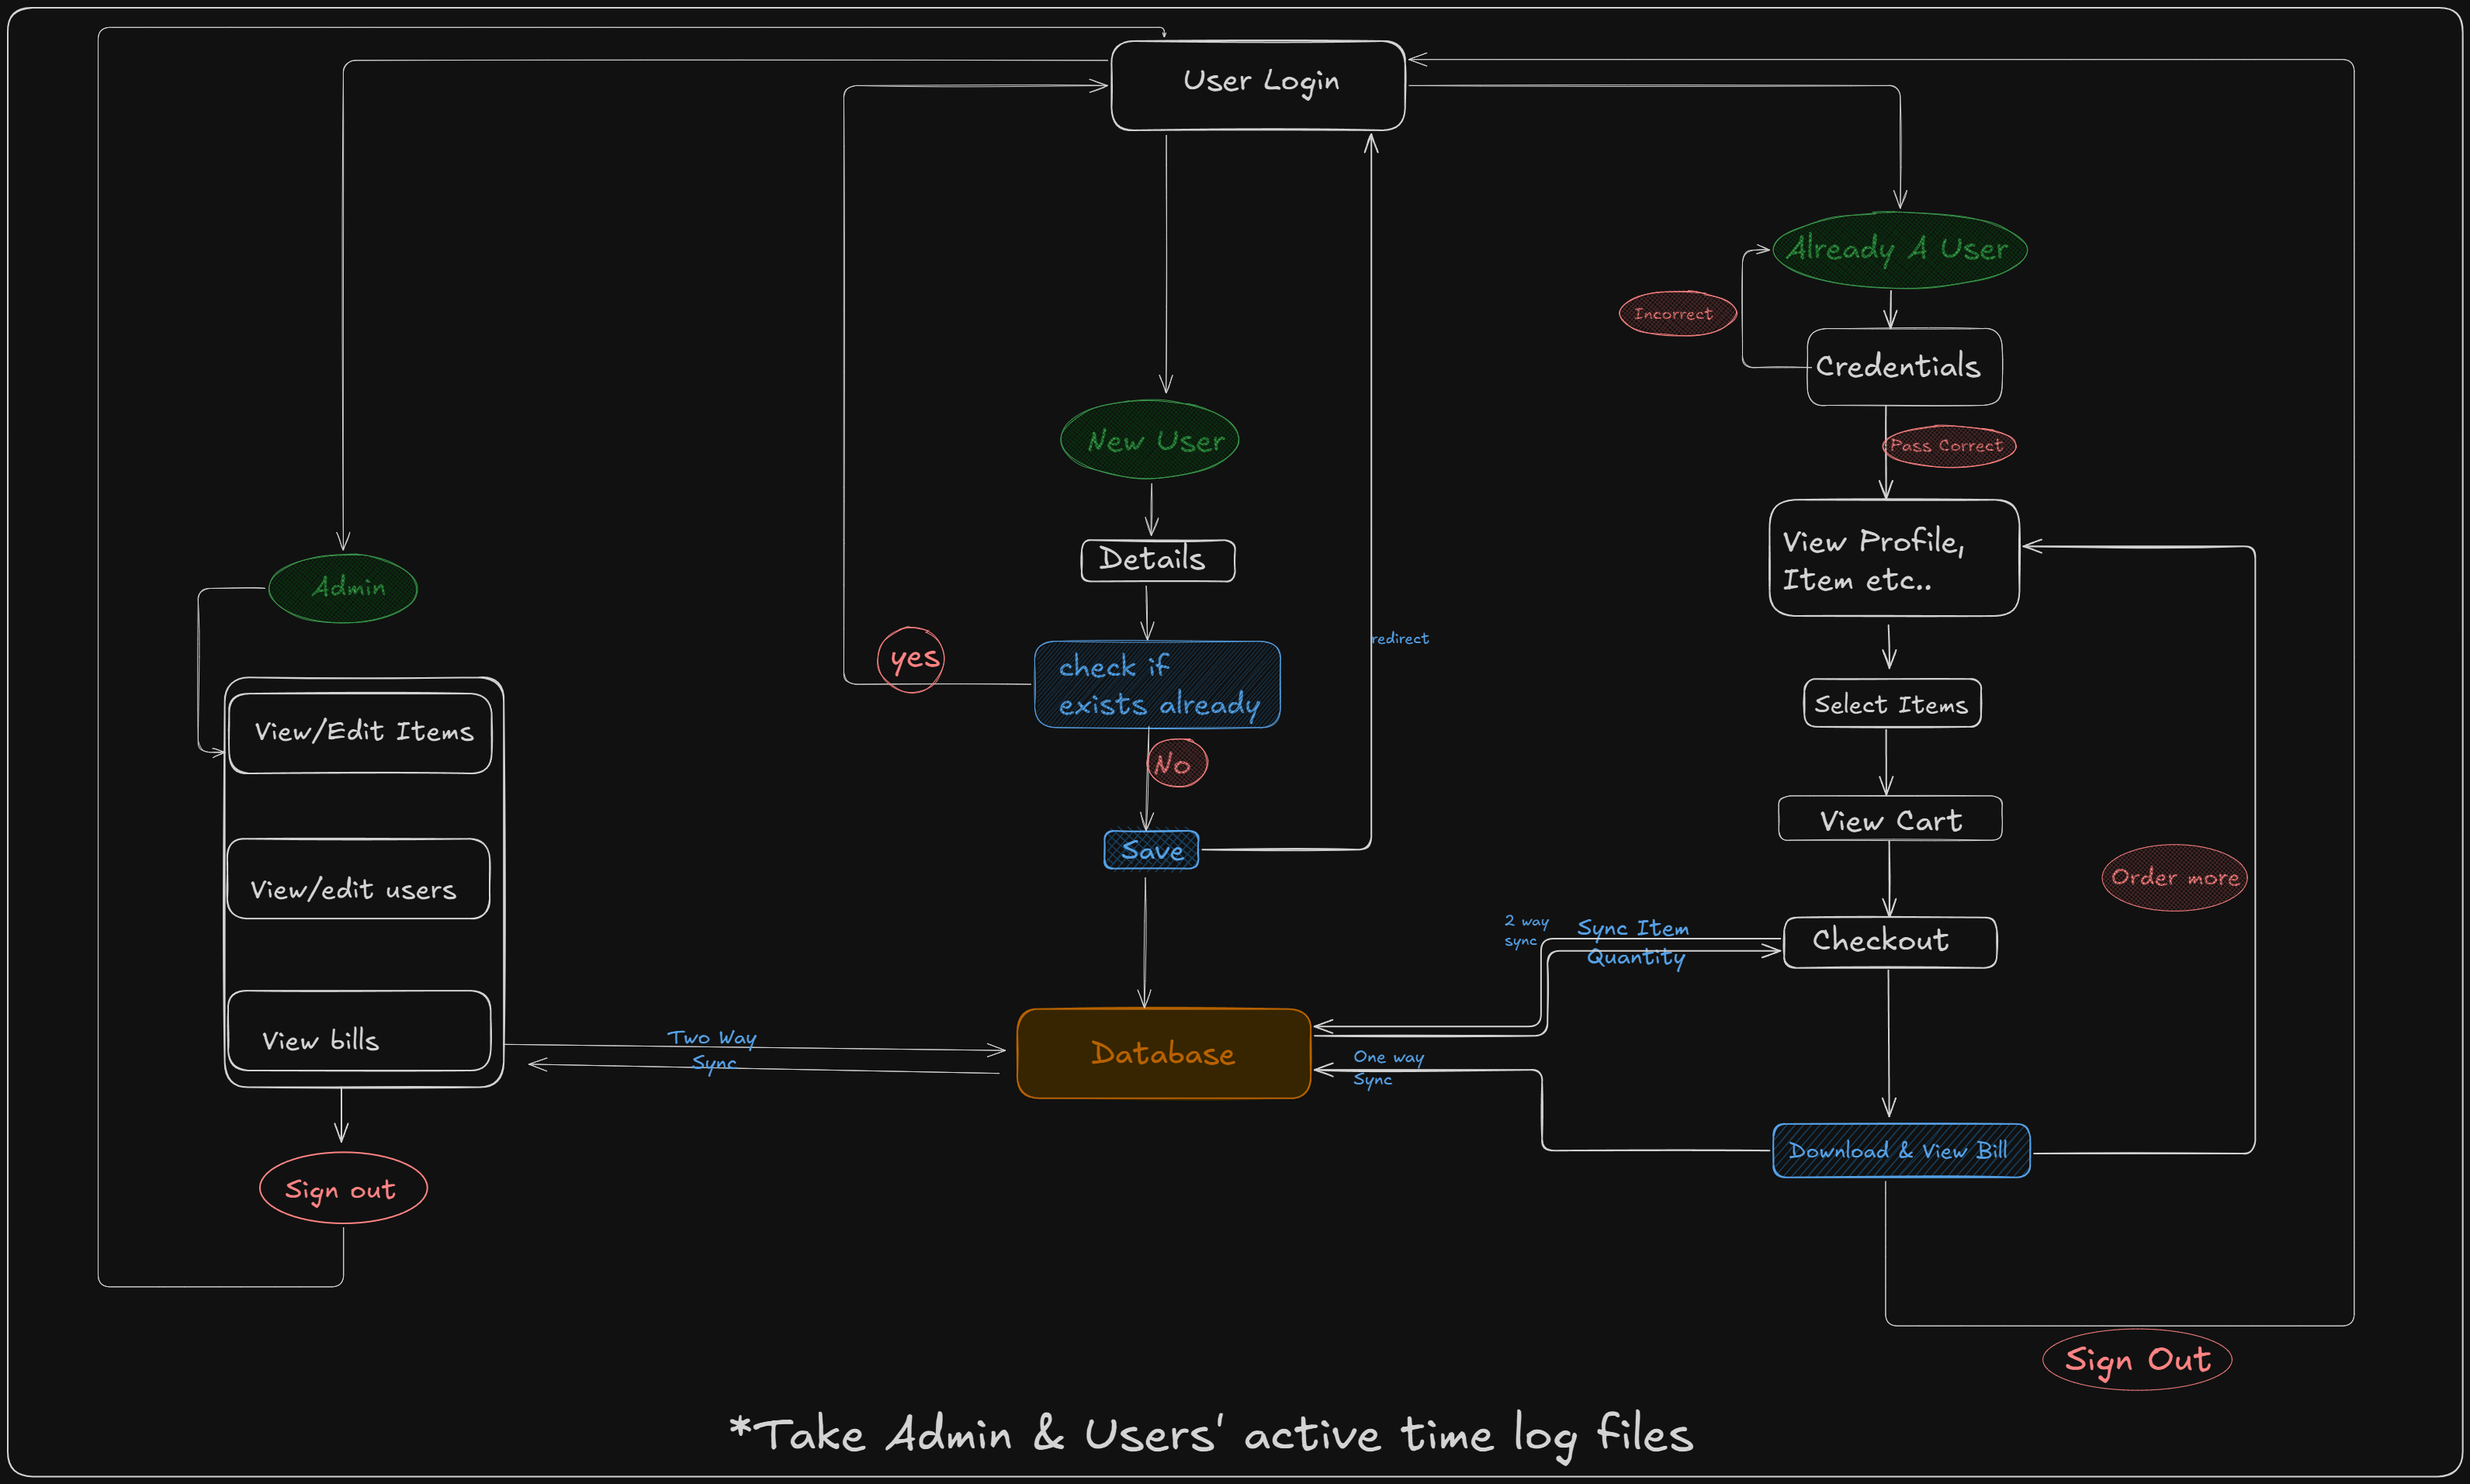 User Login
Already A User
Incorrect
Credentials
Pass Correct
New User
Details
View Profile,
Item etc..
Admin
yes
check if
exists already
redirect
No
Save
View/Edit Items
View/edit users
View bills
Select Items
View Cart
Order more
2 way
sync
Sync Item
Quantity
Checkout
Two Way
Sync
Database
One way
Sync
Download & View Bill
Sign out
Sign Out
*Take Admin & Users' active time log files